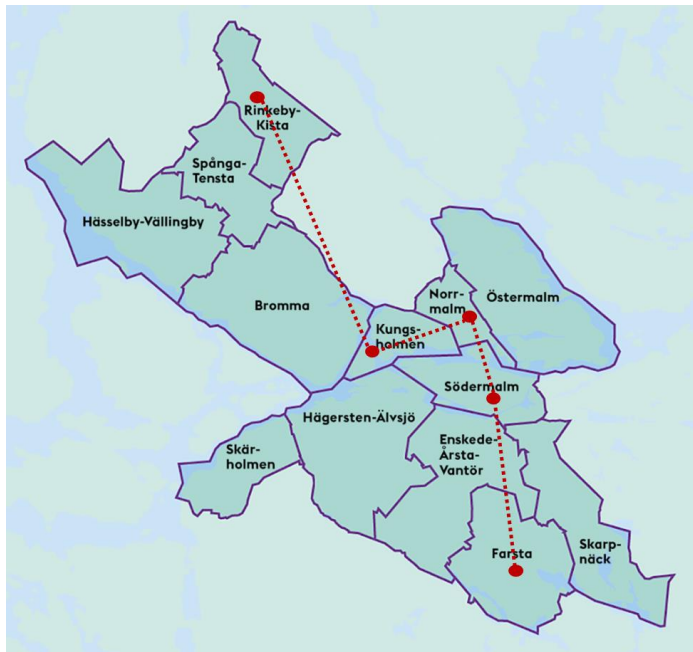 Rinkeby-
Kista
Spånga-
Tensta
Hässelby-Vällingby
Bromma
Norr-
malm
Östermalm
Kungs-
holmen
Södermalm
Hägersten-Älvsjö
Enskede-
Årsta-
Vantör
Skär-
holmen
Farsta
Skarp-
näck